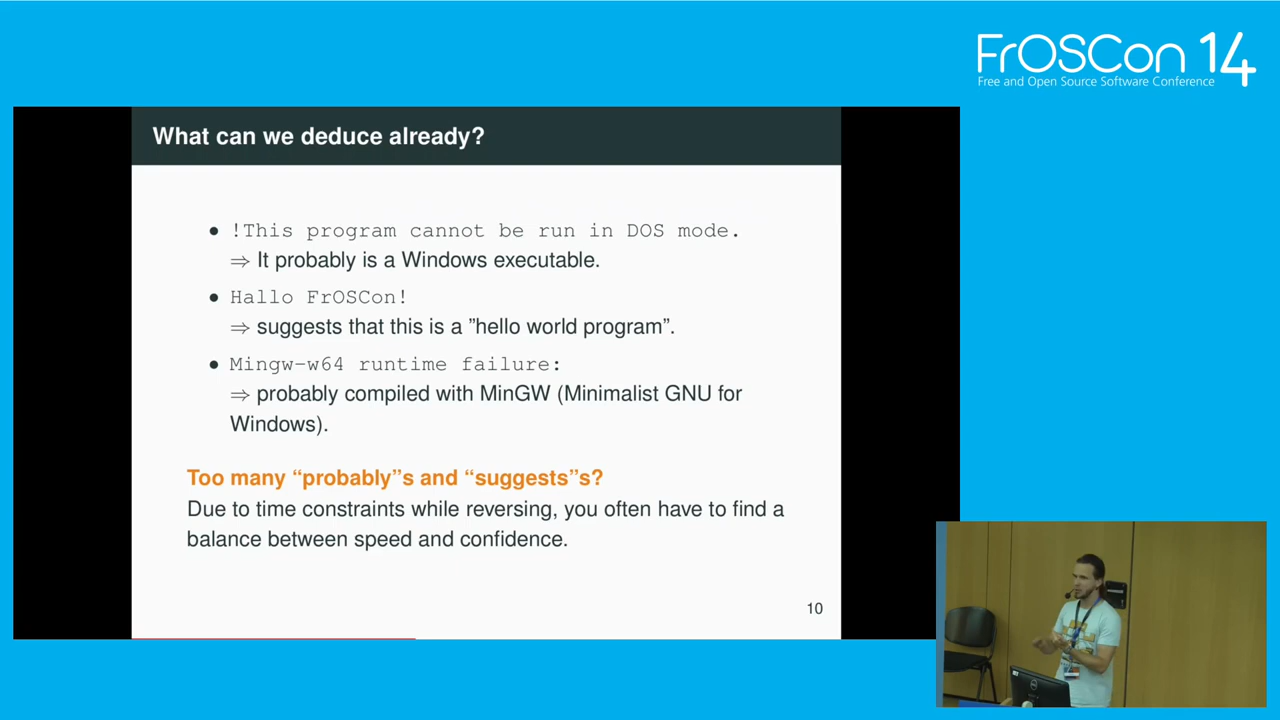 FrOSCon 14
Free and Open Source Software Conference
What can we deduce already?
• !This program cannot be run in DOS mode.
⇒ It probably is a Windows executable.
• Hallo FrOSCon!
⇒ suggests that this is a ”hello world program”.
• Mingw-w64 runtime failure:
⇒ probably compiled with MinGW (Minimalist GNU for
Windows).
Too many “probably”s and “suggests”s?
Due to time constraints while reversing, you often have to find a
balance between speed and confidence.
10